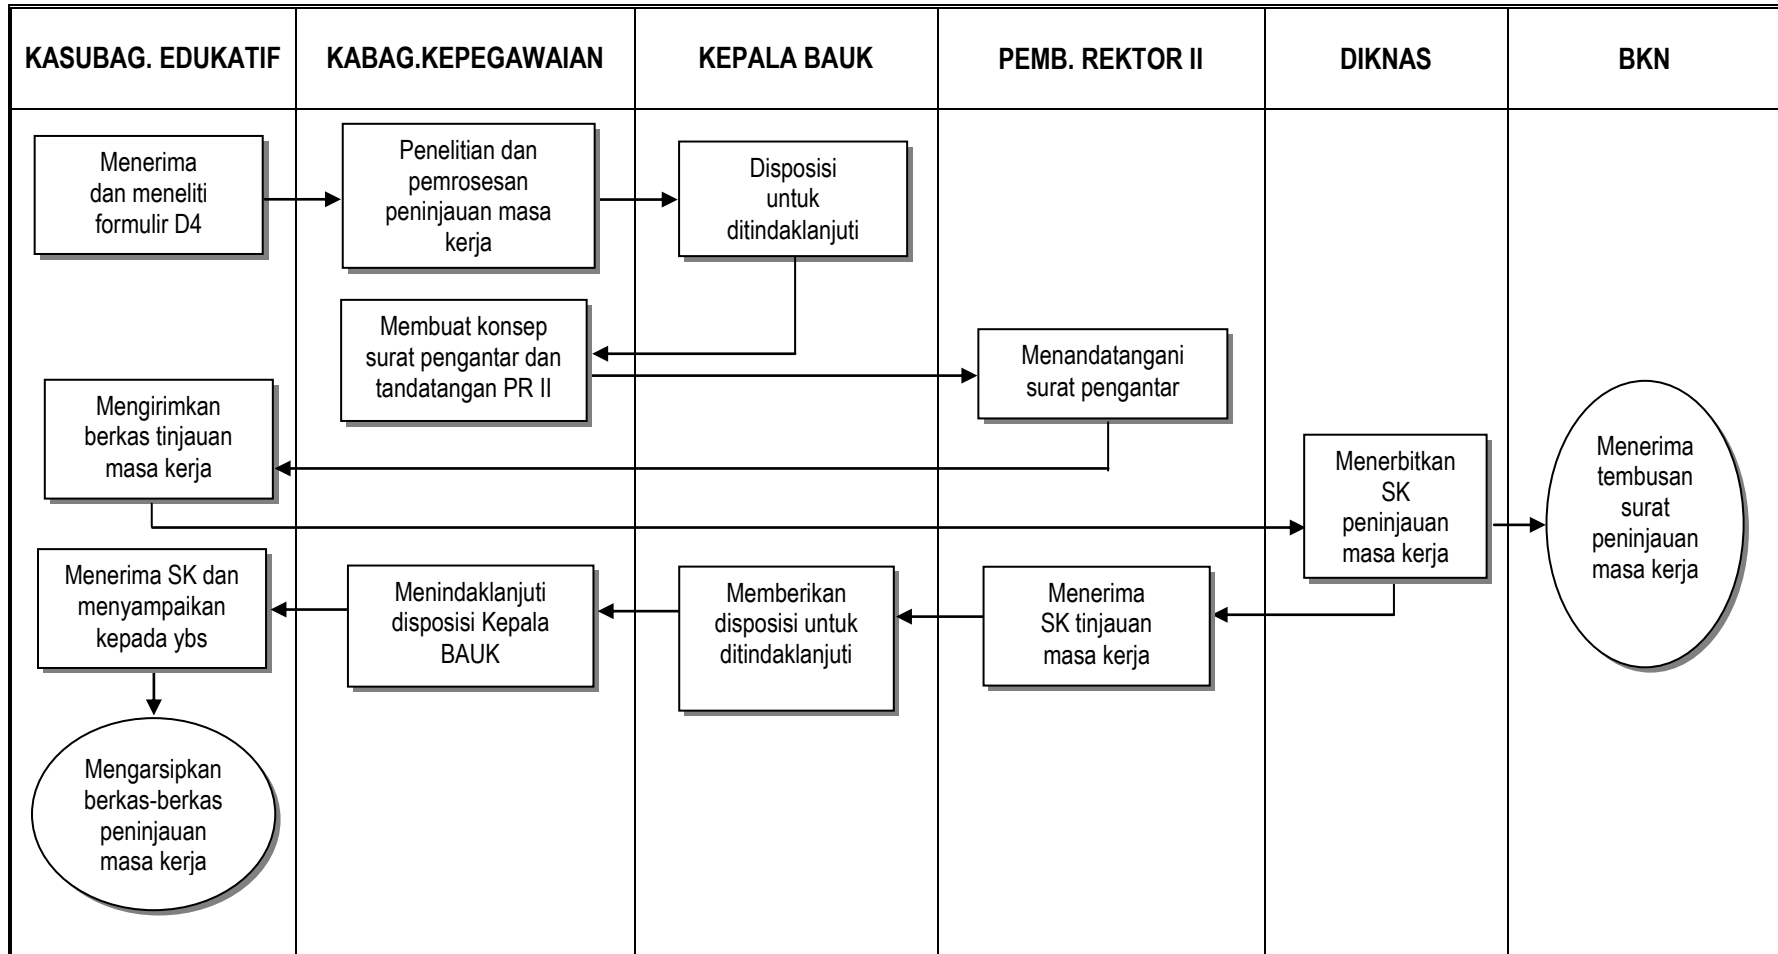 KASUBAG. EDUKATIF
KABAG.KEPEGAWAIAN
KEPALA BAUK
PEMB. REKTOR II
DIKNAS
BKN
Menerima
dan meneliti
formulir D4
Penelitian dan
pemrosesan
peninjauan masa
kerja
Disposisi
untuk
ditindaklanjuti
Membuat konsep
surat pengantar dan
tandatangan PR II
Menandatangani
surat pengantar
Mengirimkan
berkas tinjauan
masa kerja
Menerbitkan
SK
peninjauan
masa kerja
Menerima
tembusan
surat
peninjauan
masa kerja
Menerima SK dan
menyampaikan
kepada ybs
Menindaklanjuti
disposisi Kepala
BAUK
Memberikan
disposisi untuk
ditindaklanjuti
Menerima
SK tinjauan
masa kerja
Mengarsipkan
berkas-berkas
peninjauan
masa kerja